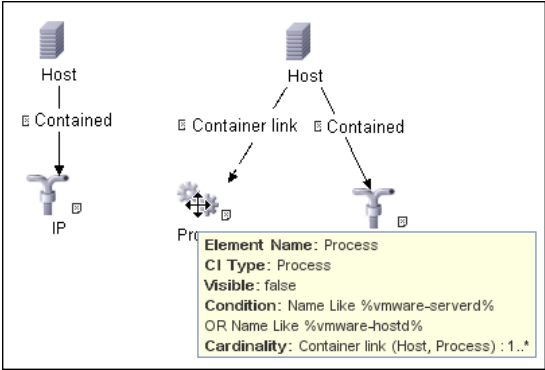 Host
Host
Contained
Container link
Contained
IP
Pro
Element Name: Process
CI Type: Process
Visible: false
Condition: Name Like %vmware-serverd%
OR Name Like %vmware-hostd%
Cardinality: Container link (Host, Process) : 1..*